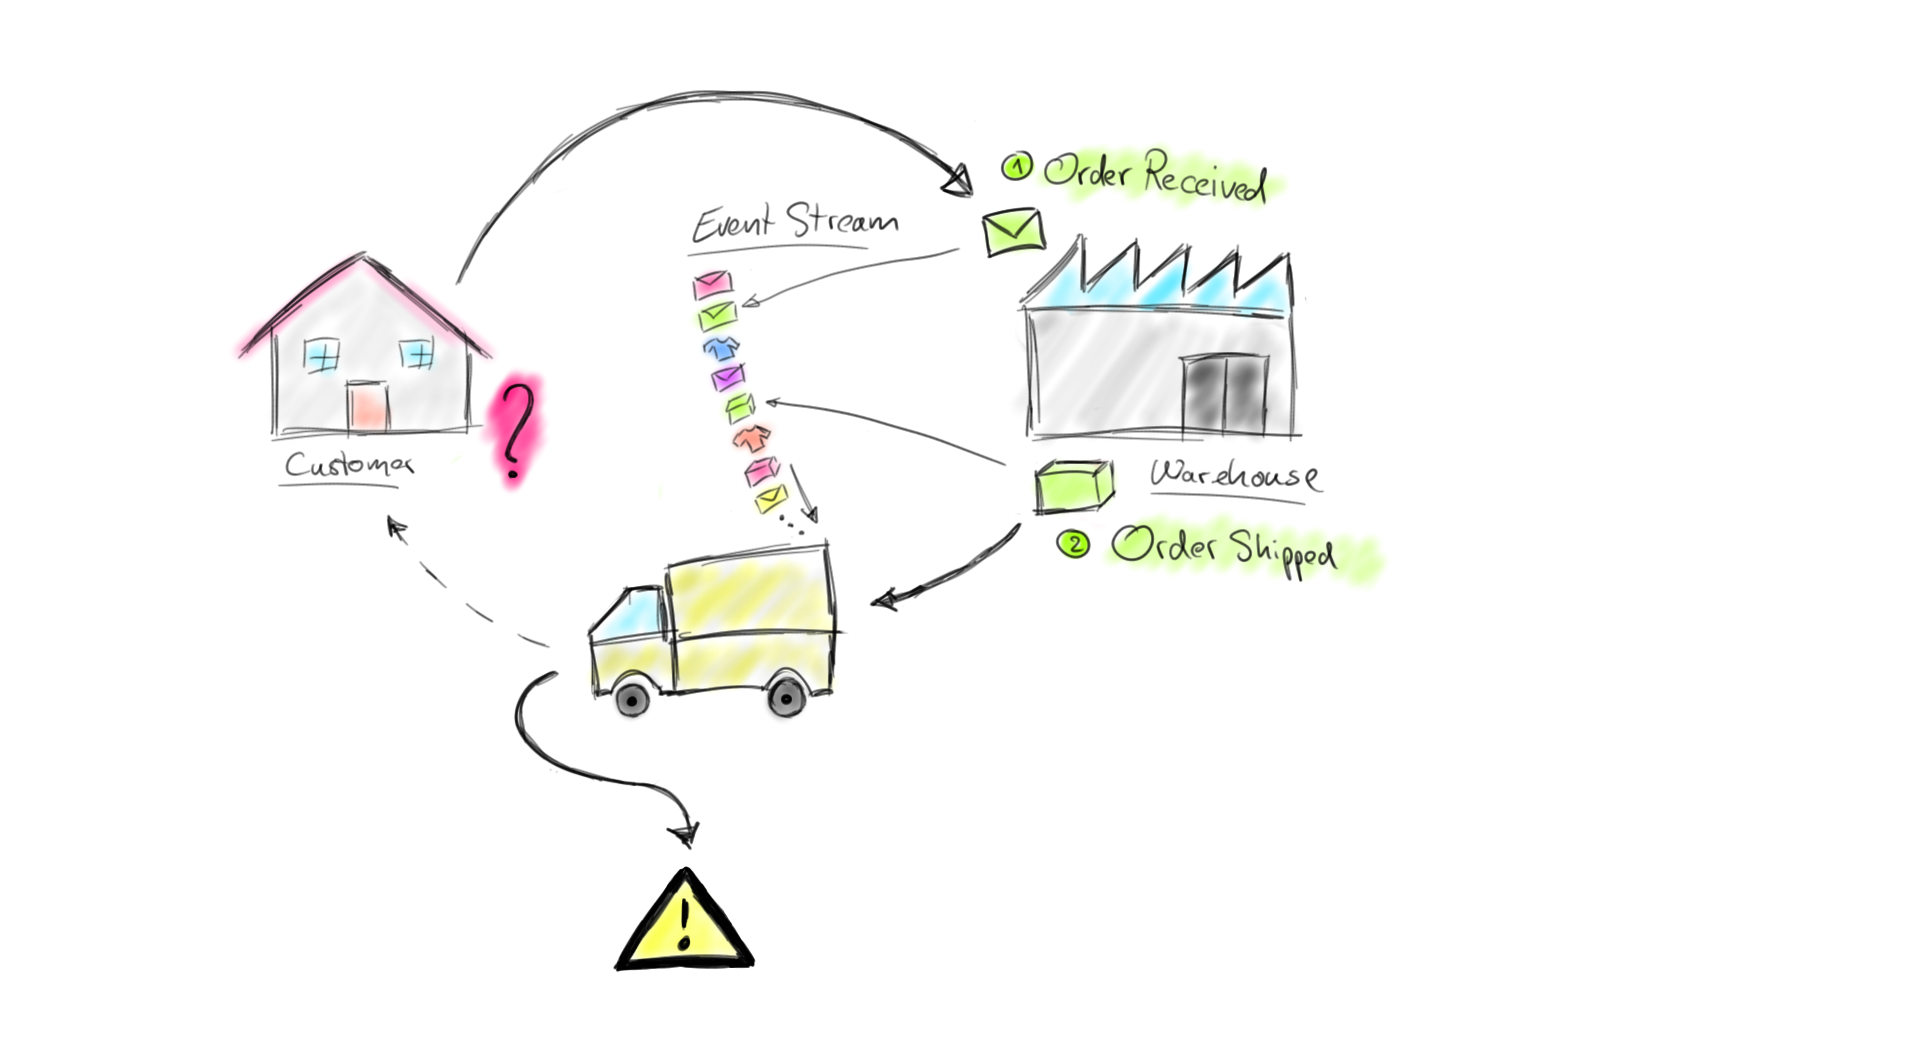 1 Order Received
Event Stream
Customer
?
Warehouse
2 Order Shipped
!